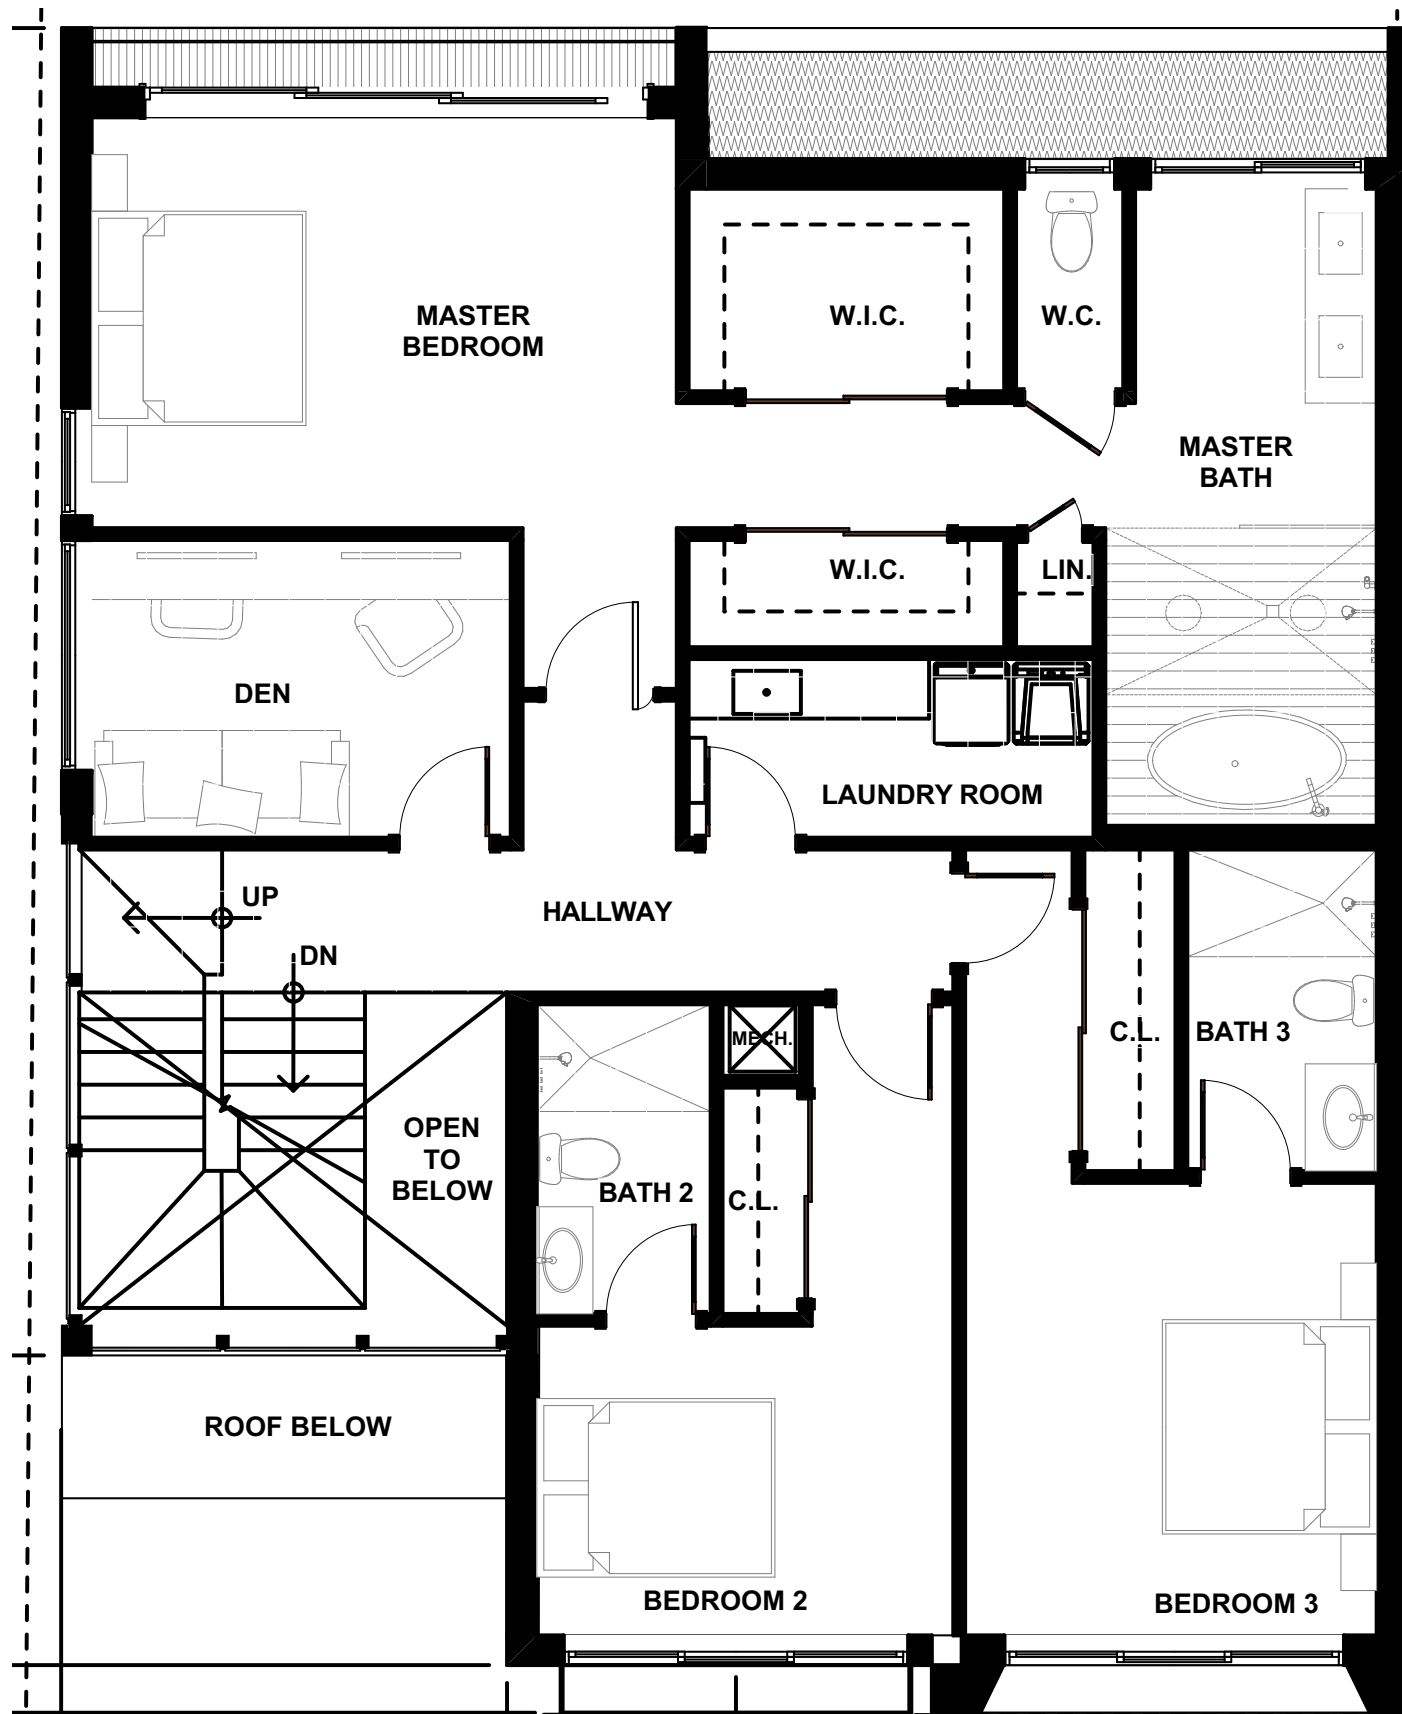 MASTER
BEDROOM
W.I.C.
W.C.
MASTER
BATH
W.I.C.
LIN.
DEN
LAUNDRY ROOM
UP
HALLWAY
DN
MECH.
C.L.
BATH 3
OPEN
TO
BELOW
BATH 2
C.L.
ROOF BELOW
BEDROOM 2
BEDROOM 3